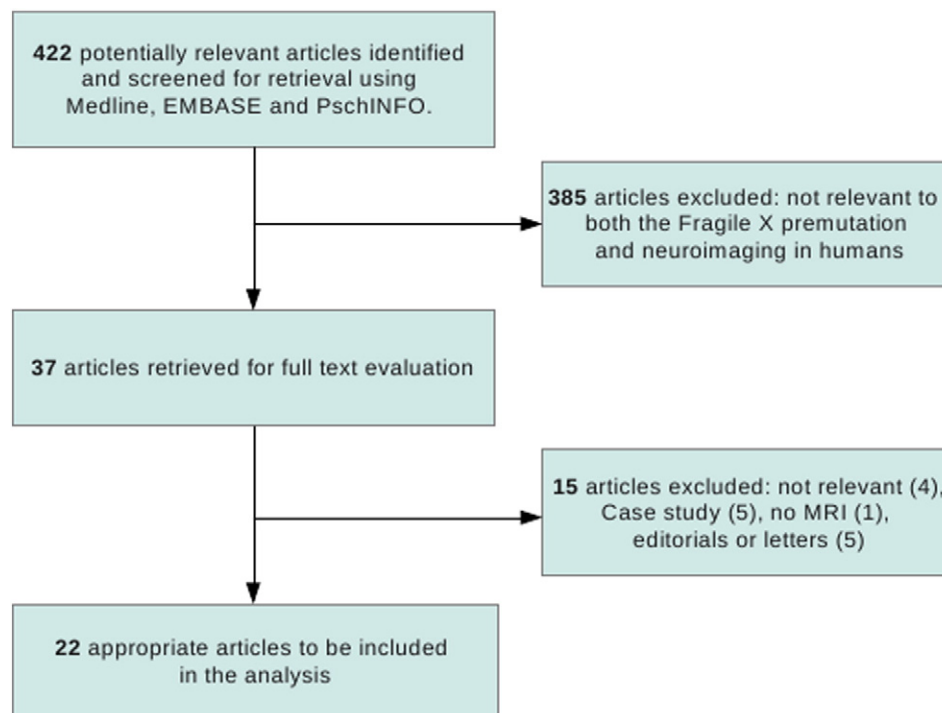 422 potentially relevant articles identified
and screened for retrieval using
Medline, EMBASE and PschINFO.
385 articles excluded: not relevant to
both the Fragile X premutation
and neuroimaging in humans
37 articles retrieved for full text evaluation
15 articles excluded: not relevant (4),
Case study (5), no MRI (1),
editorials or letters (5)
22 appropriate articles to be included
in the analysis